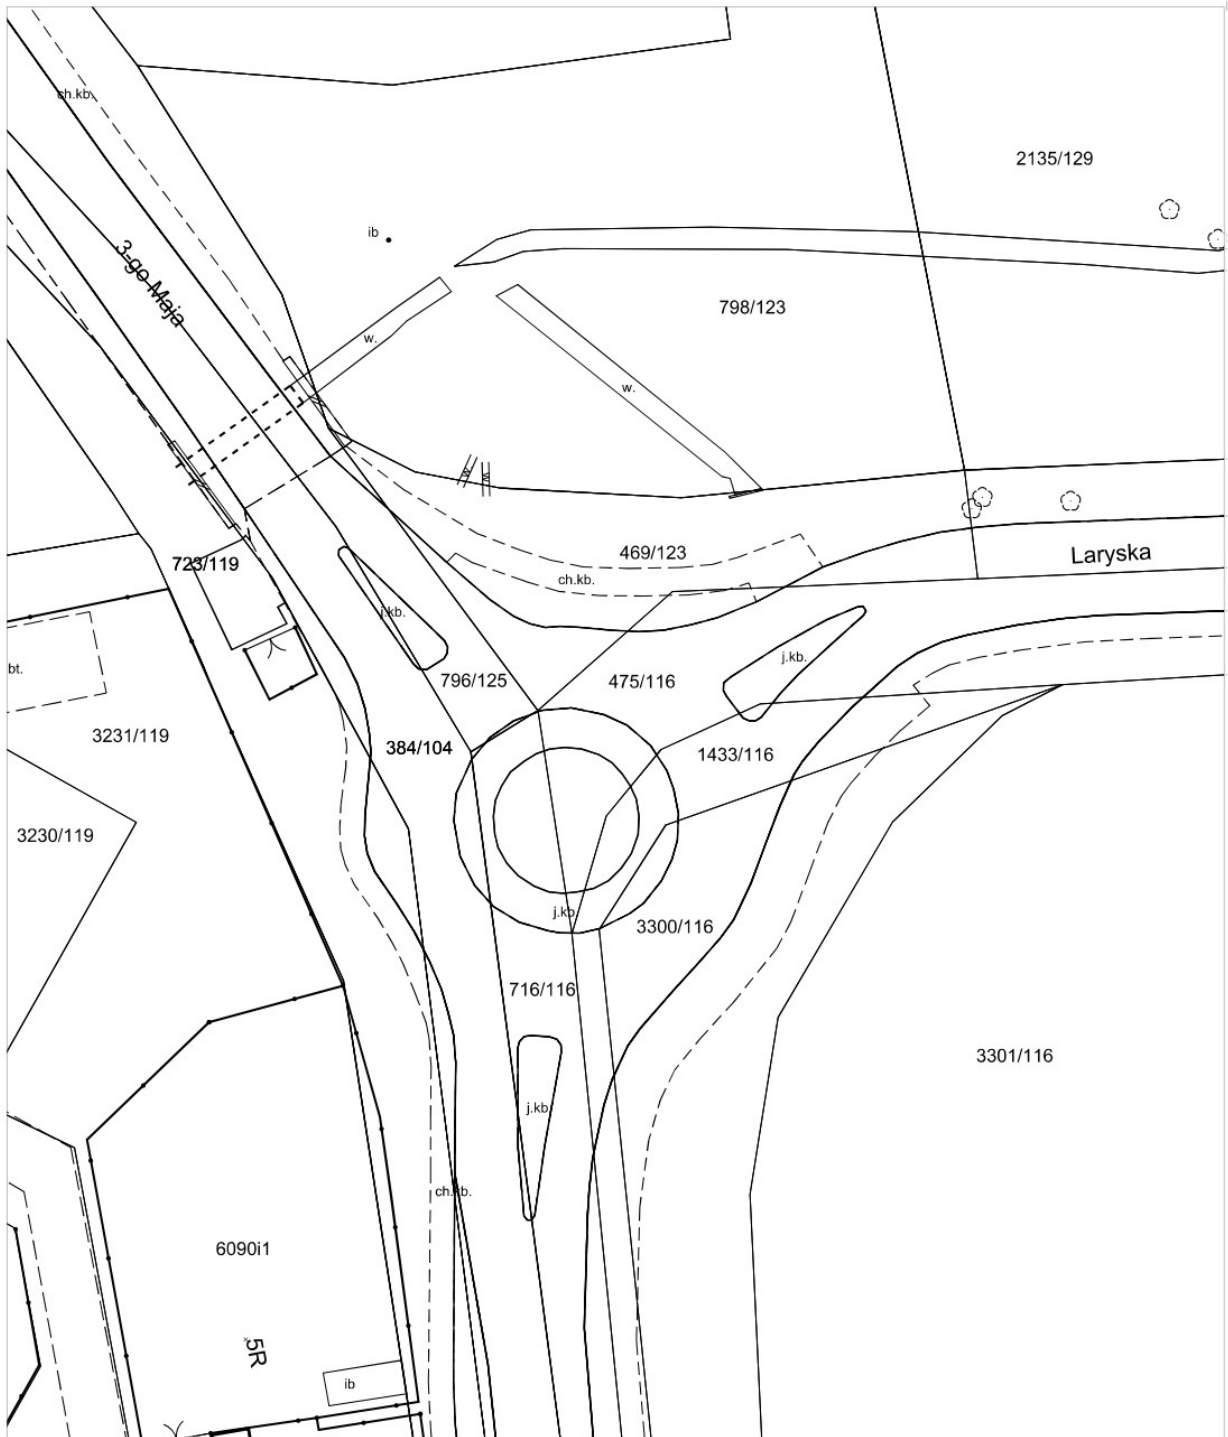 ch.kb.
2135/129
ib
3-go Maja
798/123
w.
w.
w
w
469/123
Laryska
723/119
ch.kb.
j.kb.
j.kb.
bt.
796/125
475/116
3231/119
384/104
1433/116
3230/119
j.kb.
3300/116
716/116
3301/116
j.kb.
ch.kb.
6090i1
5R
ib